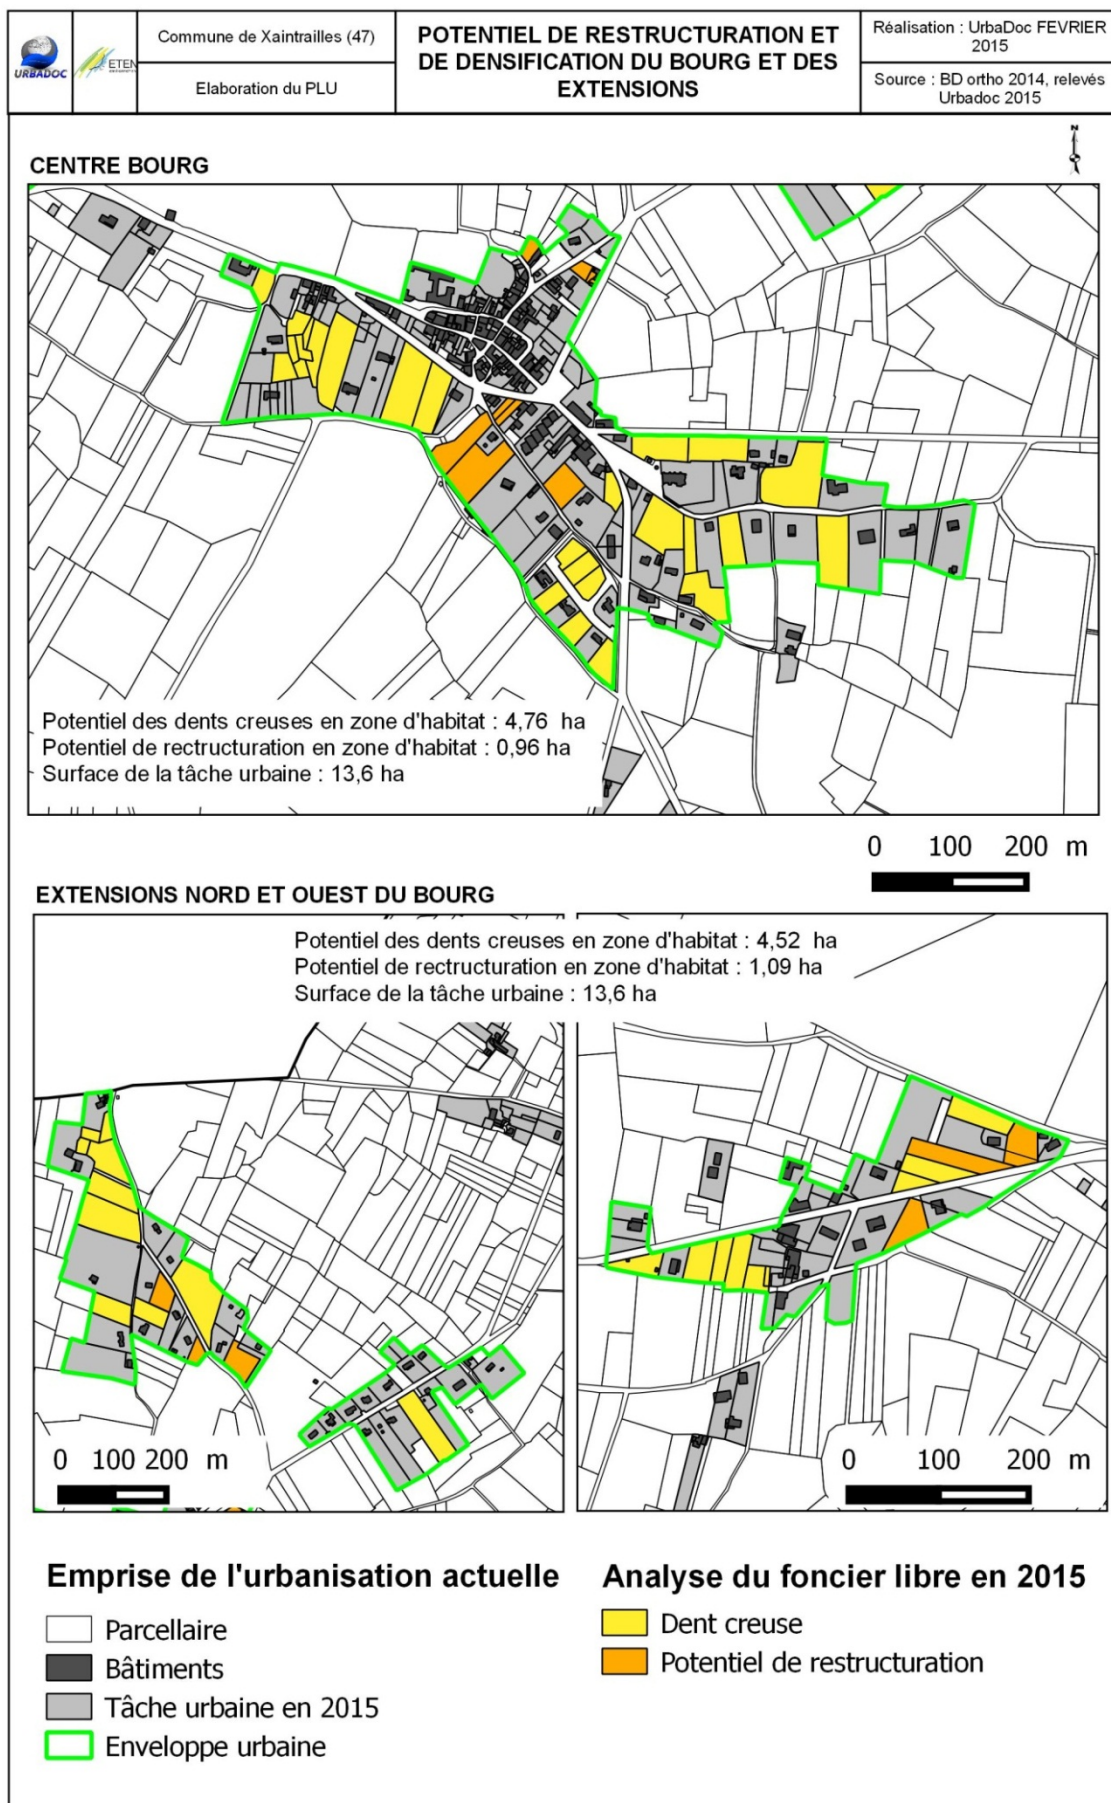 URBADOC
ETEN
Commune de Xaintrailles (47)
Elaboration du PLU
POTENTIEL DE RESTRUCTURATION ET
DE DENSIFICATION DU BOURG ET DES
EXTENSIONS
Réalisation : UrbaDoc FEVRIER
2015
Source : BD ortho 2014, relevés
Urbadoc 2015
N
CENTRE BOURG
Potentiel des dents creuses en zone d'habitat : 4,76 ha
Potentiel de rectructuration en zone d'habitat : 0,96 ha
Surface de la tâche urbaine : 13,6 ha
0 100 200 m
EXTENSIONS NORD ET OUEST DU BOURG
Potentiel des dents creuses en zone d'habitat : 4,52 ha
Potentiel de rectructuration en zone d'habitat : 1,09 ha
Surface de la tâche urbaine : 13,6 ha
0 100 200 m
0 100 200 m
Emprise de l'urbanisation actuelle
Parcellaire
Bâtiments
Tâche urbaine en 2015
Enveloppe urbaine
Analyse du foncier libre en 2015
Dent creuse
Potentiel de restructuration